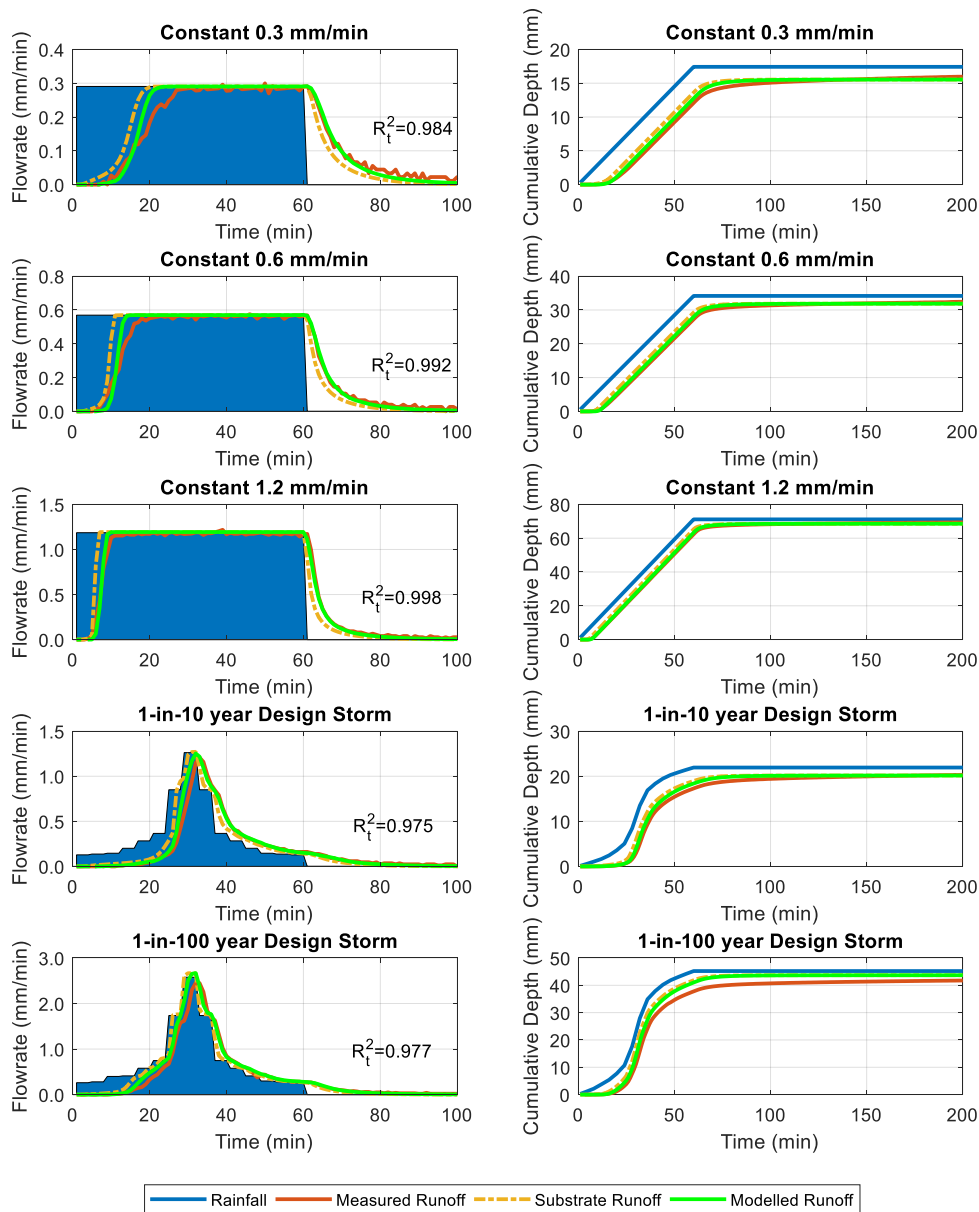 Constant 0.3 mm/min
Flowrate (mm/min)
0.4
0.3
0.2
0.1
0.0
R_t^2=0.984
0 20 40 60 80 100
Time (min)
Constant 0.3 mm/min
Cumulative Depth (mm)
20
15
10
5
0
0 50 100 150 200
Time (min)
Constant 0.6 mm/min
Flowrate (mm/min)
0.8
0.6
0.4
0.2
0.0
R_t^2=0.992
0 20 40 60 80 100
Time (min)
Constant 0.6 mm/min
Cumulative Depth (mm)
40
30
20
10
0
0 50 100 150 200
Time (min)
Constant 1.2 mm/min
Flowrate (mm/min)
1.5
1.0
0.5
0.0
R_t^2=0.998
0 20 40 60 80 100
Time (min)
Constant 1.2 mm/min
Cumulative Depth (mm)
80
60
40
20
0
0 50 100 150 200
Time (min)
1-in-10 year Design Storm
Flowrate (mm/min)
1.5
1.0
0.5
0.0
R_t^2=0.975
0 20 40 60 80 100
Time (min)
1-in-10 year Design Storm
Cumulative Depth (mm)
30
20
10
0
0 50 100 150 200
Time (min)
1-in-100 year Design Storm
Flowrate (mm/min)
3.0
2.0
1.0
0.0
R_t^2=0.977
0 20 40 60 80 100
Time (min)
1-in-100 year Design Storm
Cumulative Depth (mm)
50
40
30
20
10
0
0 50 100 150 200
Time (min)
Rainfall Measured Runoff Substrate Runoff Modelled Runoff